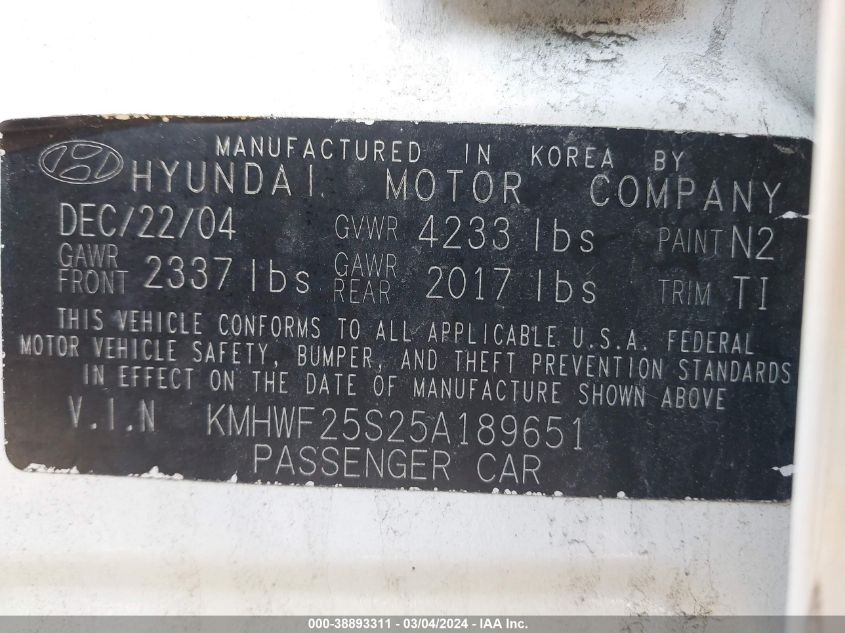 MANUFACTURED IN KOREA BY
HYUNDAI MOTOR COMPANY
DEC/22/04 GVWR 4233 lbs PAINT N2
GAWR FRONT 2337 lbs GAWR REAR 2017 lbs TRIM TI
THIS VEHICLE CONFORMS TO ALL APPLICABLE U.S.A. FEDERAL
MOTOR VEHICLE SAFETY, BUMPER, AND THEFT PREVENTION STANDARDS
IN EFFECT ON THE DATE OF MANUFACTURE SHOWN ABOVE
V.I.N KMHWF25S25A189651
PASSENGER CAR
000-38893311 - 03/04/2024 - IAA Inc.